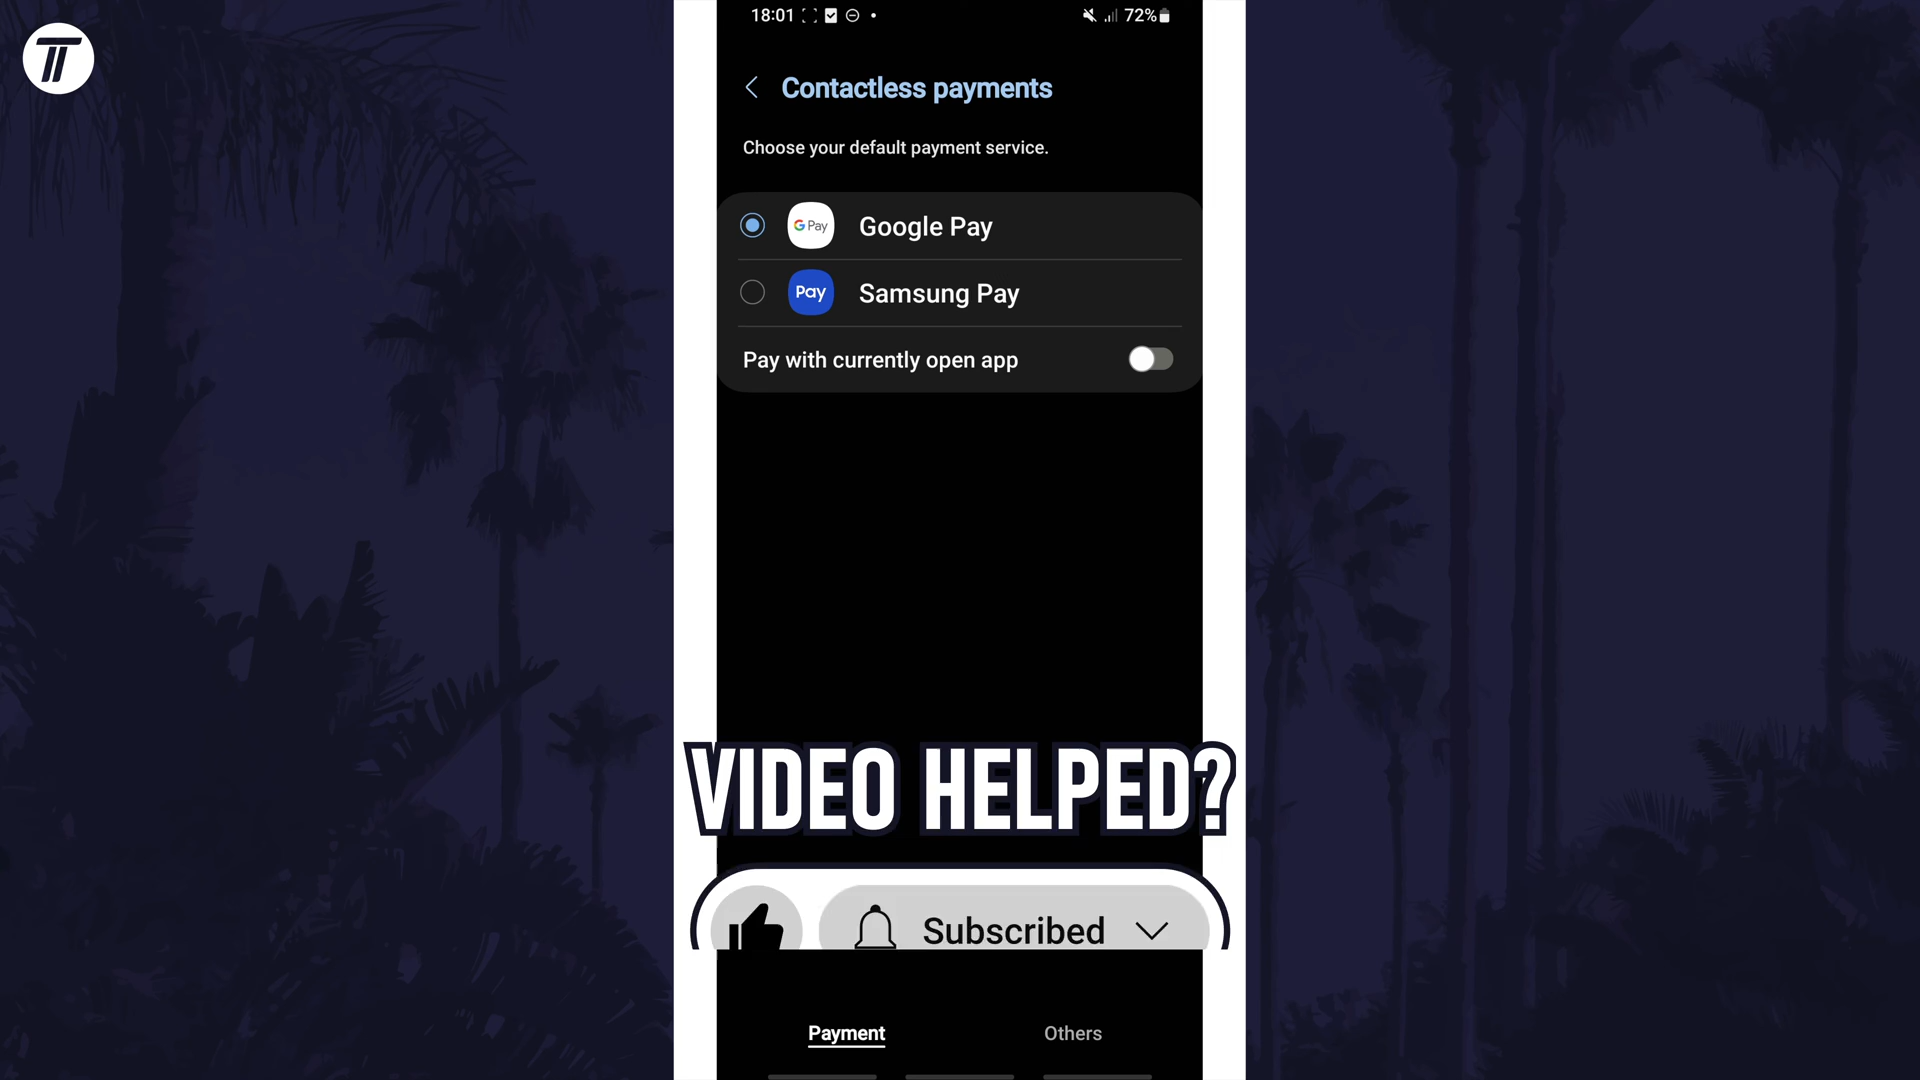 18:01
72%
Contactless payments
Choose your default payment service.
G Pay
Google Pay
Pay
Samsung Pay
Pay with currently open app
VIDEO HELPED?
Subscribed
Payment
Others